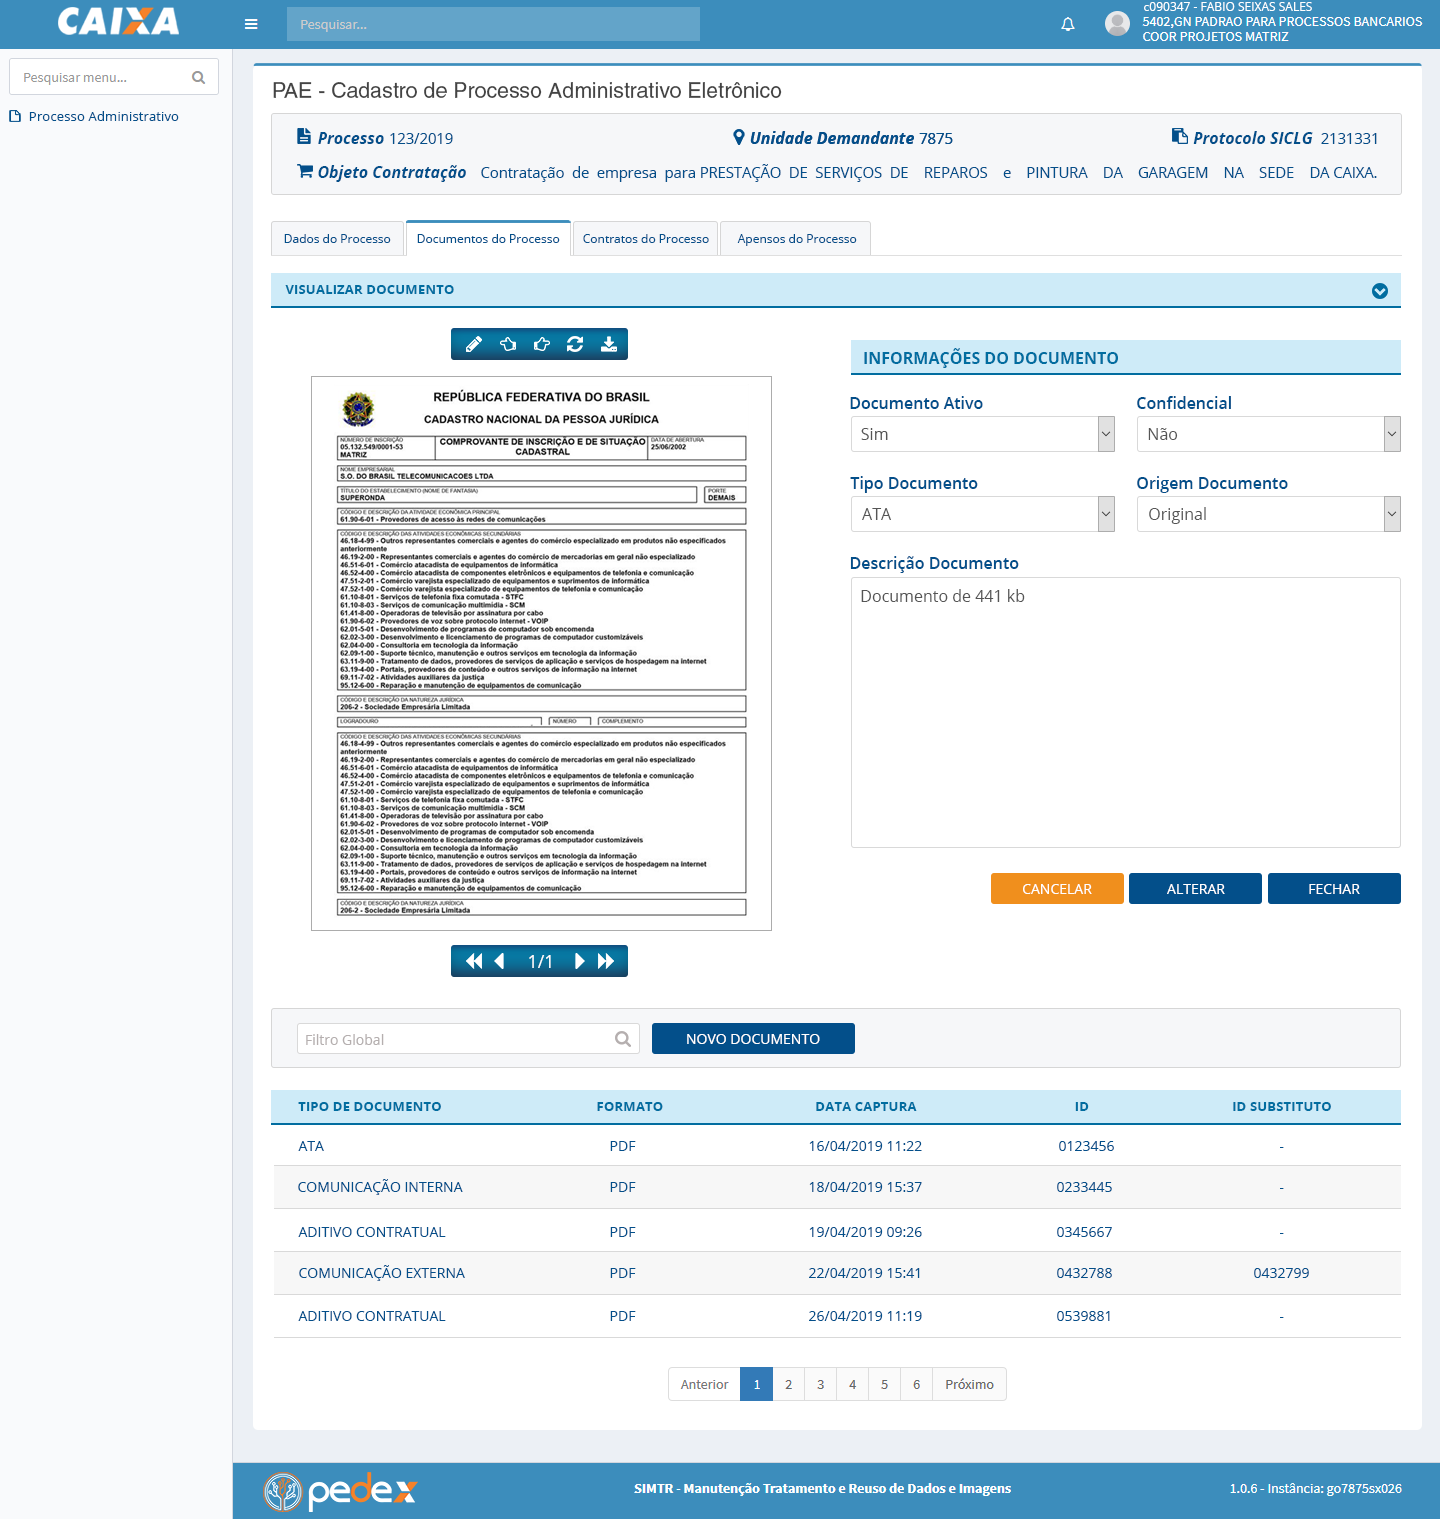 CAIXA
Pesquisar...
c090347 - FABIO SEIXAS SALES
5402,GN PADRAO PARA PROCESSOS BANCARIOS
COOR PROJETOS MATRIZ
Pesquisar menu...
Processo Administrativo
PAE - Cadastro de Processo Administrativo Eletrônico
Processo 123/2019 Unidade Demandante 7875 Protocolo SICLG 2131331
Objeto Contratação Contratação de empresa para PRESTAÇÃO DE SERVIÇOS DE REPAROS e PINTURA DA GARAGEM NA SEDE DA CAIXA.
Dados do Processo Documentos do Processo Contratos do Processo Apensos do Processo
VISUALIZAR DOCUMENTO
REPÚBLICA FEDERATIVA DO BRASIL
CADASTRO NACIONAL DA PESSOA JURÍDICA
NÚMERO DE INSCRIÇÃO
05.132.549/0001-53
MATRIZ
COMPROVANTE DE INSCRIÇÃO E DE SITUAÇÃO
CADASTRAL
DATA DE ABERTURA
25/06/2002
NOME EMPRESARIAL
S.O. DO BRASIL TELECOMUNICACOES LTDA
TÍTULO DO ESTABELECIMENTO (NOME DE FANTASIA)
SUPERONDA
PORTE
DEMAIS
CÓDIGO E DESCRIÇÃO DA ATIVIDADE ECONÔMICA PRINCIPAL
61.90-6-01 - Provedores de acesso às redes de comunicações
CÓDIGO E DESCRIÇÃO DAS ATIVIDADES ECONÔMICAS SECUNDÁRIAS
46.18-4-99 - Outros representantes comerciais e agentes do comércio especializado em produtos não especificados
anteriormente
46.19-2-00 - Representantes comerciais e agentes do comércio de mercadorias em geral não especializado
46.51-6-01 - Comércio atacadista de equipamentos de informática
46.52-4-00 - Comércio atacadista de componentes eletrônicos e equipamentos de telefonia e comunicação
47.51-2-01 - Comércio varejista especializado de equipamentos e suprimentos de informática
47.52-1-00 - Comércio varejista especializado de equipamentos de telefonia e comunicação
61.10-8-01 - Serviços de telefonia fixa comutada - STFC
61.10-8-03 - Serviços de comunicação multimídia - SCM
61.41-8-00 - Operadoras de televisão por assinatura por cabo
61.90-6-02 - Provedores de voz sobre protocolo internet - VOIP
62.01-5-01 - Desenvolvimento de programas de computador sob encomenda
62.02-3-00 - Desenvolvimento e licenciamento de programas de computador customizáveis
62.04-0-00 - Consultoria em tecnologia da informação
62.09-1-00 - Suporte técnico, manutenção e outros serviços em tecnologia da informação
63.11-9-00 - Tratamento de dados, provedores de serviços de aplicação e serviços de hospedagem na internet
63.19-4-00 - Portais, provedores de conteúdo e outros serviços de informação na internet
69.11-7-02 - Atividades auxiliares da justiça
95.12-6-00 - Reparação e manutenção de equipamentos de comunicação
CÓDIGO E DESCRIÇÃO DA NATUREZA JURÍDICA
206-2 - Sociedade Empresária Limitada
LOGRADOURO NÚMERO COMPLEMENTO
CÓDIGO E DESCRIÇÃO DAS ATIVIDADES ECONÔMICAS SECUNDÁRIAS
46.18-4-99 - Outros representantes comerciais e agentes do comércio especializado em produtos não especificados
anteriormente
46.19-2-00 - Representantes comerciais e agentes do comércio de mercadorias em geral não especializado
46.51-6-01 - Comércio atacadista de equipamentos de informática
46.52-4-00 - Comércio atacadista de componentes eletrônicos e equipamentos de telefonia e comunicação
47.51-2-01 - Comércio varejista especializado de equipamentos e suprimentos de informática
47.52-1-00 - Comércio varejista especializado de equipamentos de telefonia e comunicação
61.10-8-01 - Serviços de telefonia fixa comutada - STFC
61.10-8-03 - Serviços de comunicação multimídia - SCM
61.41-8-00 - Operadoras de televisão por assinatura por cabo
61.90-6-02 - Provedores de voz sobre protocolo internet - VOIP
62.01-5-01 - Desenvolvimento de programas de computador sob encomenda
62.02-3-00 - Desenvolvimento e licenciamento de programas de computador customizáveis
62.04-0-00 - Consultoria em tecnologia da informação
62.09-1-00 - Suporte técnico, manutenção e outros serviços em tecnologia da informação
63.11-9-00 - Tratamento de dados, provedores de serviços de aplicação e serviços de hospedagem na internet
63.19-4-00 - Portais, provedores de conteúdo e outros serviços de informação na internet
69.11-7-02 - Atividades auxiliares da justiça
95.12-6-00 - Reparação e manutenção de equipamentos de comunicação
CÓDIGO E DESCRIÇÃO DA NATUREZA JURÍDICA
206-2 - Sociedade Empresária Limitada
1/1
INFORMAÇÕES DO DOCUMENTO
Documento Ativo Confidencial
Sim Não
Tipo Documento Origem Documento
ATA Original
Descrição Documento
Documento de 441 kb
CANCELAR ALTERAR FECHAR
Filtro Global NOVO DOCUMENTO
TIPO DE DOCUMENTO FORMATO DATA CAPTURA ID ID SUBSTITUTO
ATA PDF 16/04/2019 11:22 0123456 -
COMUNICAÇÃO INTERNA PDF 18/04/2019 15:37 0233445 -
ADITIVO CONTRATUAL PDF 19/04/2019 09:26 0345667 -
COMUNICAÇÃO EXTERNA PDF 22/04/2019 15:41 0432788 0432799
ADITIVO CONTRATUAL PDF 26/04/2019 11:19 0539881 -
Anterior 1 2 3 4 5 6 Próximo
pedex
SIMTR - Manutenção Tratamento e Reuso de Dados e Imagens
1.0.6 - Instância: go7875sx026